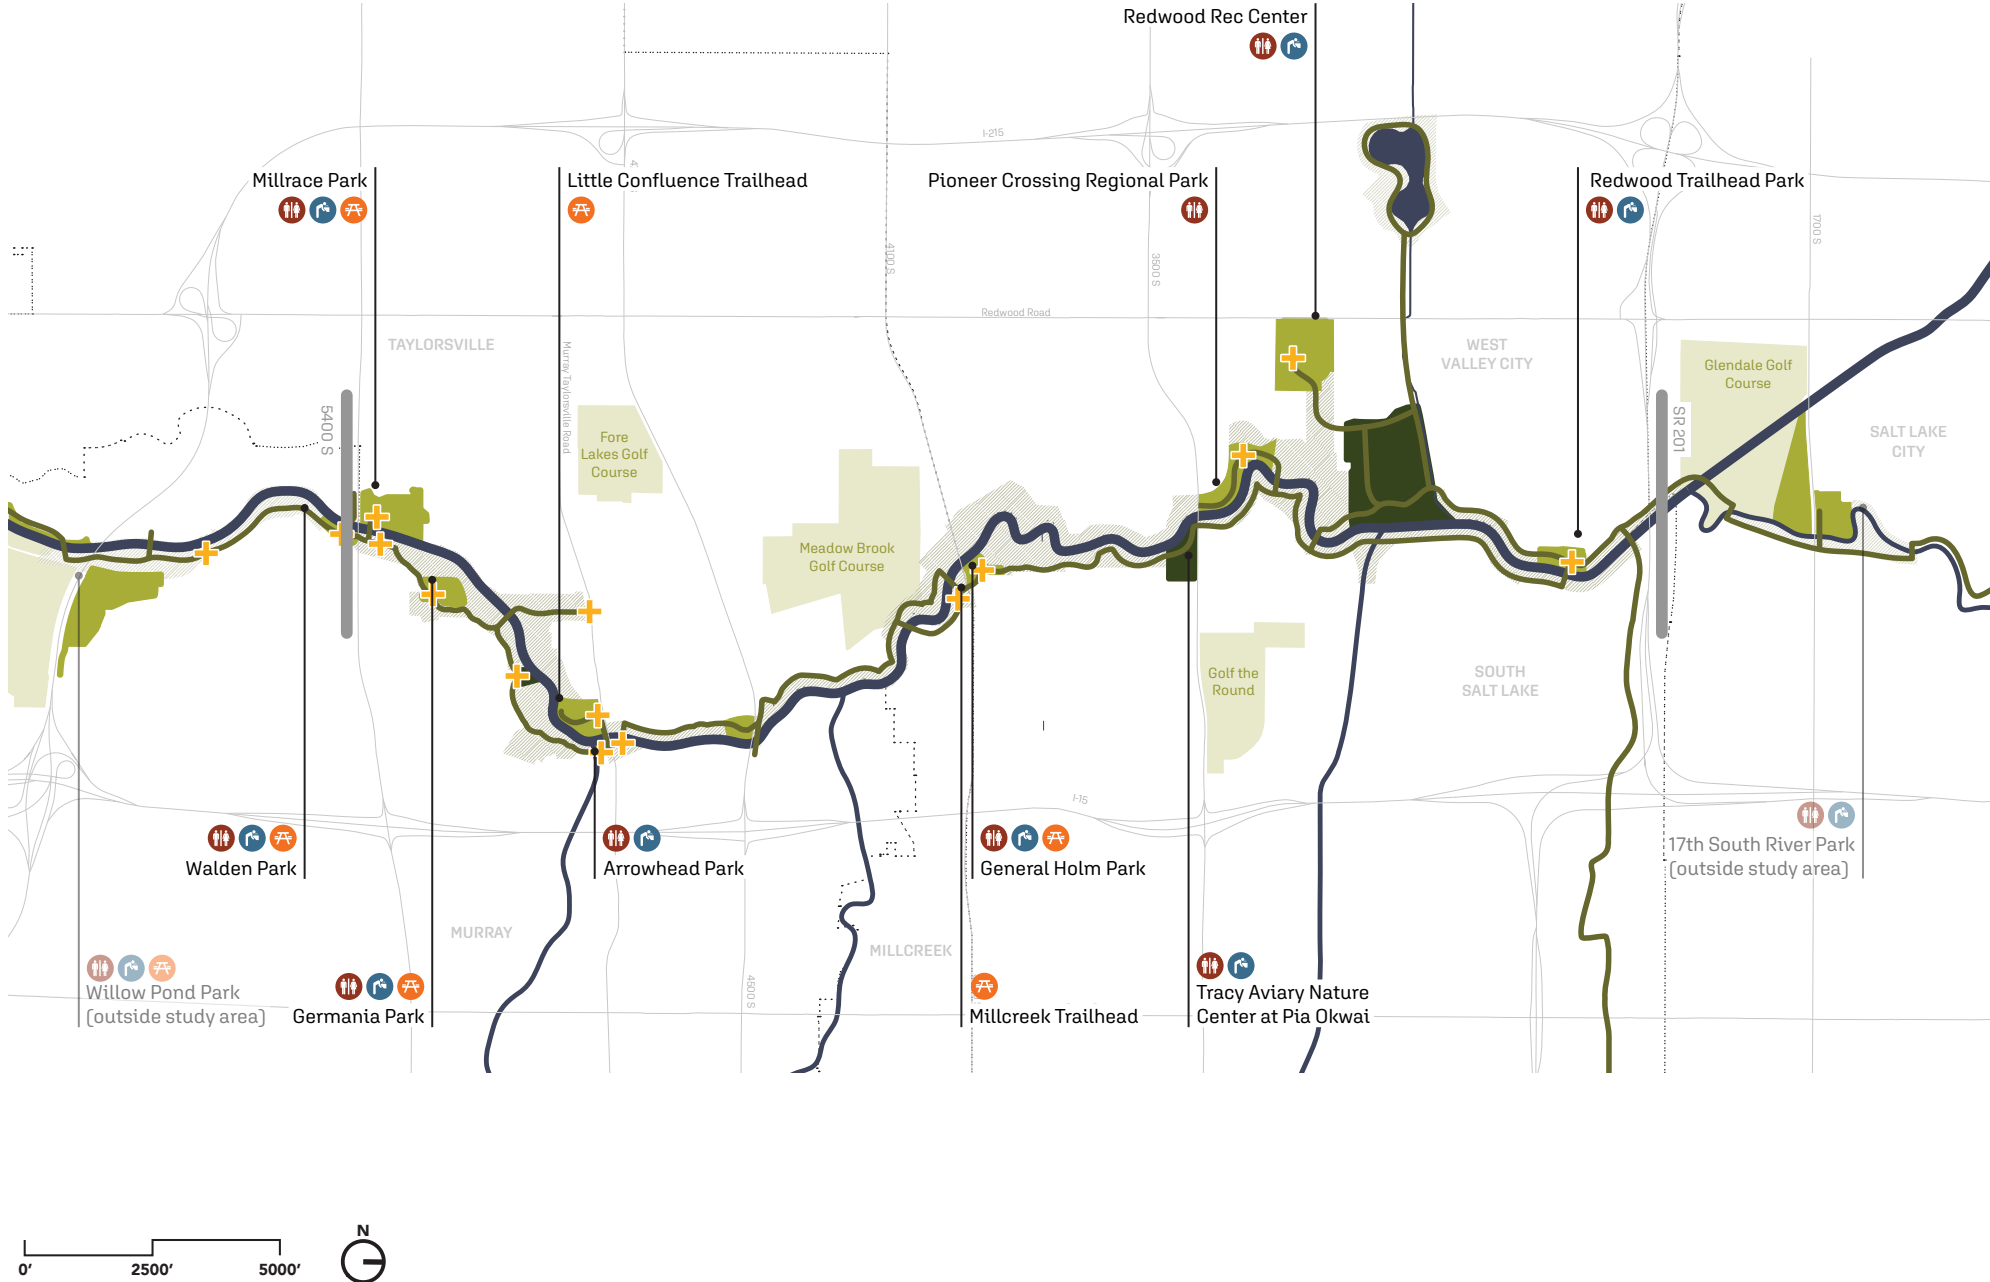 Redwood Rec Center
I-215
Millrace Park
Little Confluence Trailhead
Pioneer Crossing Regional Park
Redwood Trailhead Park
4100 S
3500 S
1700 S
Redwood Road
TAYLORSVILLE
Murray Taylorsville Road
WEST
VALLEY CITY
Glendale Golf
Course
5400 S
SR 201
Fore
Lakes Golf
Course
SALT LAKE
CITY
Meadow Brook
Golf Course
Golf the
Round
SOUTH
SALT LAKE
I-15
Walden Park
Arrowhead Park
General Holm Park
17th South River Park
(outside study area)
MURRAY
MILLCREEK
4500 S
Willow Pond Park
(outside study area)
Germania Park
Millcreek Trailhead
Tracy Aviary Nature
Center at Pia Okwai
N
0' 2500' 5000'